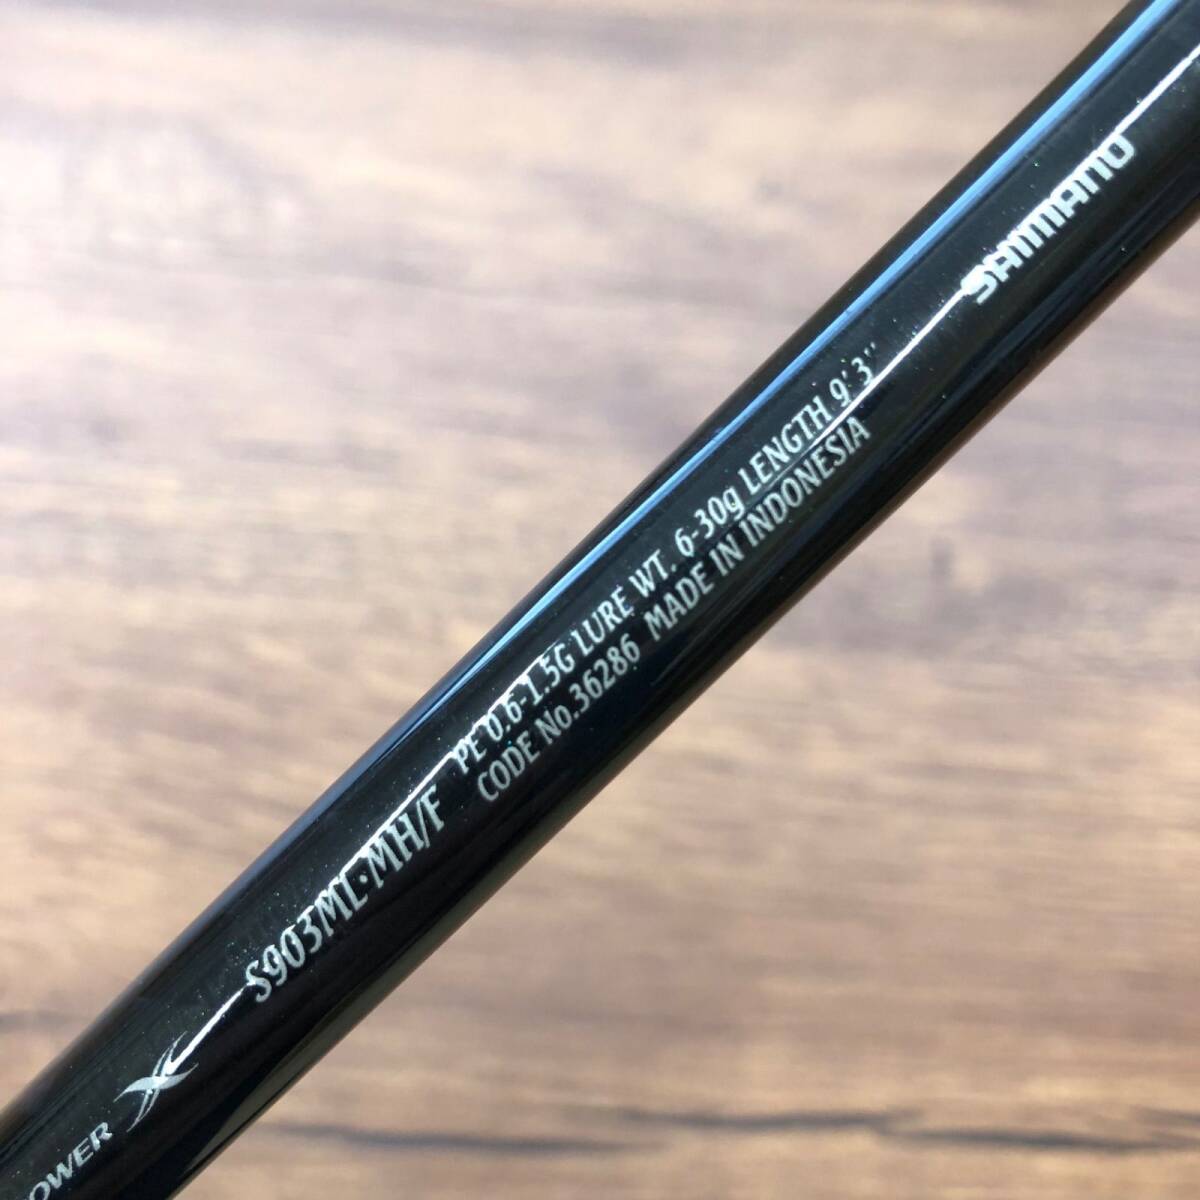 OWER X S903ML·MH/F
PE 0.6-1.5G LURE WT. 6-30g LENGTH 9'3"
CODE No.36286 MADE IN INDONESIA
SHIMANO